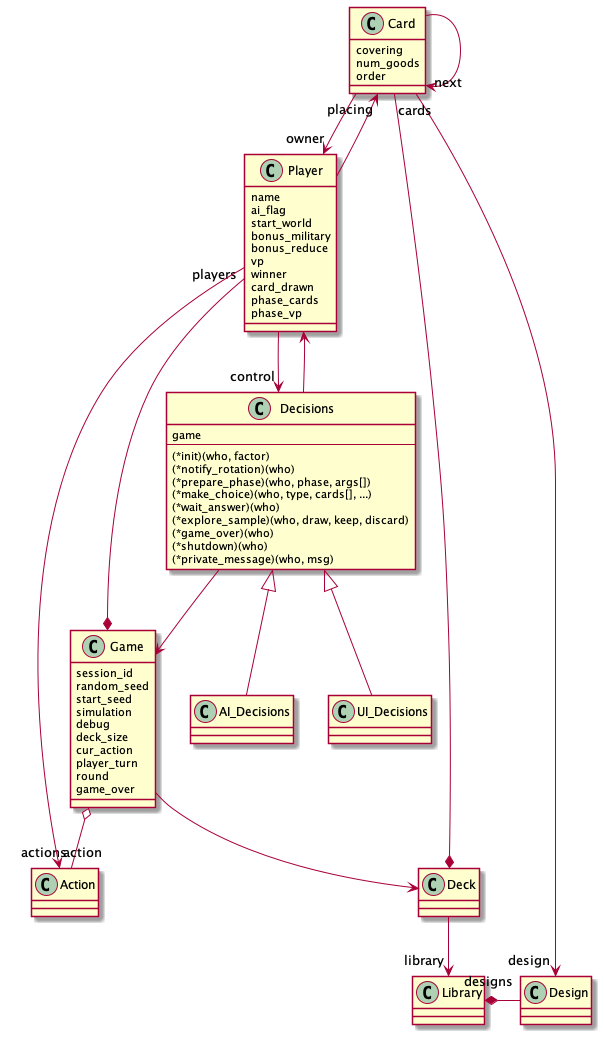 C Card
covering
num_goods
order
next
placing
cards
owner
C Player
name
ai_flag
start_world
bonus_military
bonus_reduce
vp
winner
card_drawn
phase_cards
phase_vp
players
control
C Decisions
game
(*init)(who, factor)
(*notify_rotation)(who)
(*prepare_phase)(who, phase, args[])
(*make_choice)(who, type, cards[], ...)
(*wait_answer)(who)
(*explore_sample)(who, draw, keep, discard)
(*game_over)(who)
(*shutdown)(who)
(*private_message)(who, msg)
C Game
session_id
random_seed
start_seed
simulation
debug
deck_size
cur_action
player_turn
round
game_over
C AI_Decisions
C UI_Decisions
actions
action
C Action
C Deck
library
design
designs
C Library
C Design